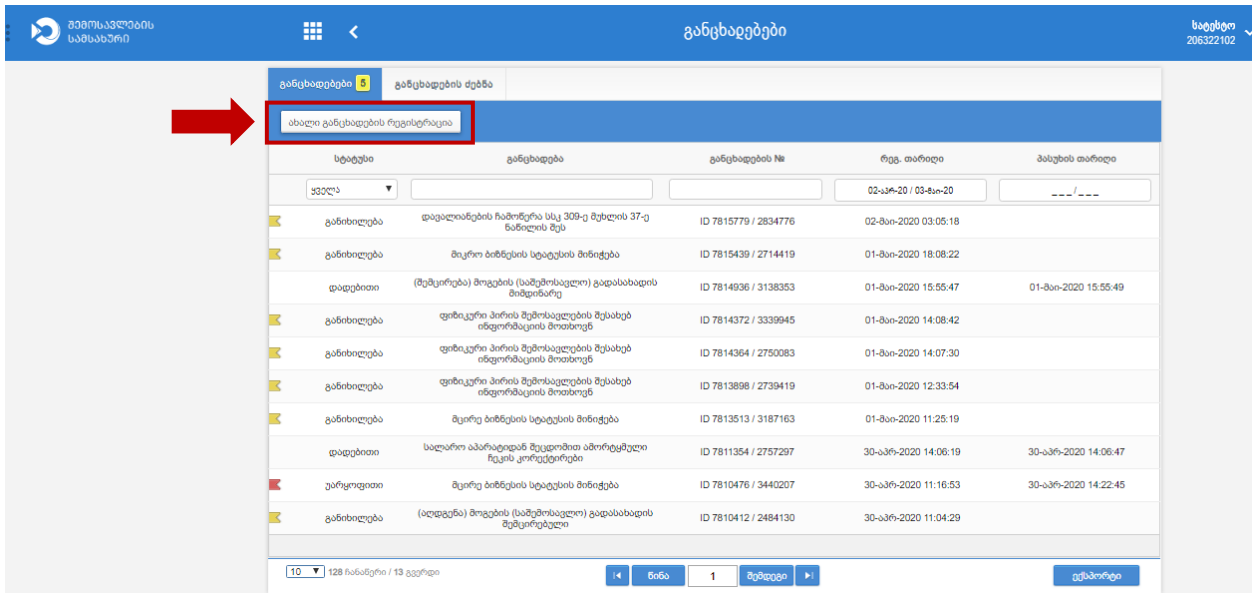 შემოსავლების
სამსახური
განცხადებები
სატესტო
206322102
განცხადებები 5 განცხადების ძებნა
ახალი განცხადების რეგისტრაცია
სტატუსი განცხადება განცხადების № რეგ. თარიღი პასუხის თარიღი
ყველა 02-აპრ-20 / 03-მაი-20 ___/___
განიხილება დავალიანების ჩამოწერა სსკ 309-ე მუხლის 37-ე ID 7815779 / 2834776 02-მაი-2020 03:05:18
ნაწილის შეს
განიხილება მიკრო ბიზნესის სტატუსის მინიჭება ID 7815439 / 2714419 01-მაი-2020 18:08:22
დადებითი (შემცირება) მოგების (საშემოსავლო) გადასახადის ID 7814936 / 3138353 01-მაი-2020 15:55:47 01-მაი-2020 15:55:49
მიმდინარე
განიხილება ფიზიკური პირის შემოსავლების შესახებ ID 7814372 / 3339945 01-მაი-2020 14:08:42
ინფორმაციის მოთხოვნ
განიხილება ფიზიკური პირის შემოსავლების შესახებ ID 7814364 / 2750083 01-მაი-2020 14:07:30
ინფორმაციის მოთხოვნ
განიხილება ფიზიკური პირის შემოსავლების შესახებ ID 7813898 / 2739419 01-მაი-2020 12:33:54
ინფორმაციის მოთხოვნ
განიხილება მცირე ბიზნესის სტატუსის მინიჭება ID 7813513 / 3187163 01-მაი-2020 11:25:19
დადებითი სალარო აპარატიდან შეცდომით ამორტყმული ID 7811354 / 2757297 30-აპრ-2020 14:06:19 30-აპრ-2020 14:06:47
ჩეკის კორექტირები
უარყოფითი მცირე ბიზნესის სტატუსის მინიჭება ID 7810476 / 3440207 30-აპრ-2020 11:16:53 30-აპრ-2020 14:22:45
განიხილება (აღდგენა) მოგების (საშემოსავლო) გადასახადის ID 7810412 / 2484130 30-აპრ-2020 11:04:29
შემცირებული
10 128 ჩანაწერი / 13 გვერდი წინა 1 შემდეგი ექსპორტი